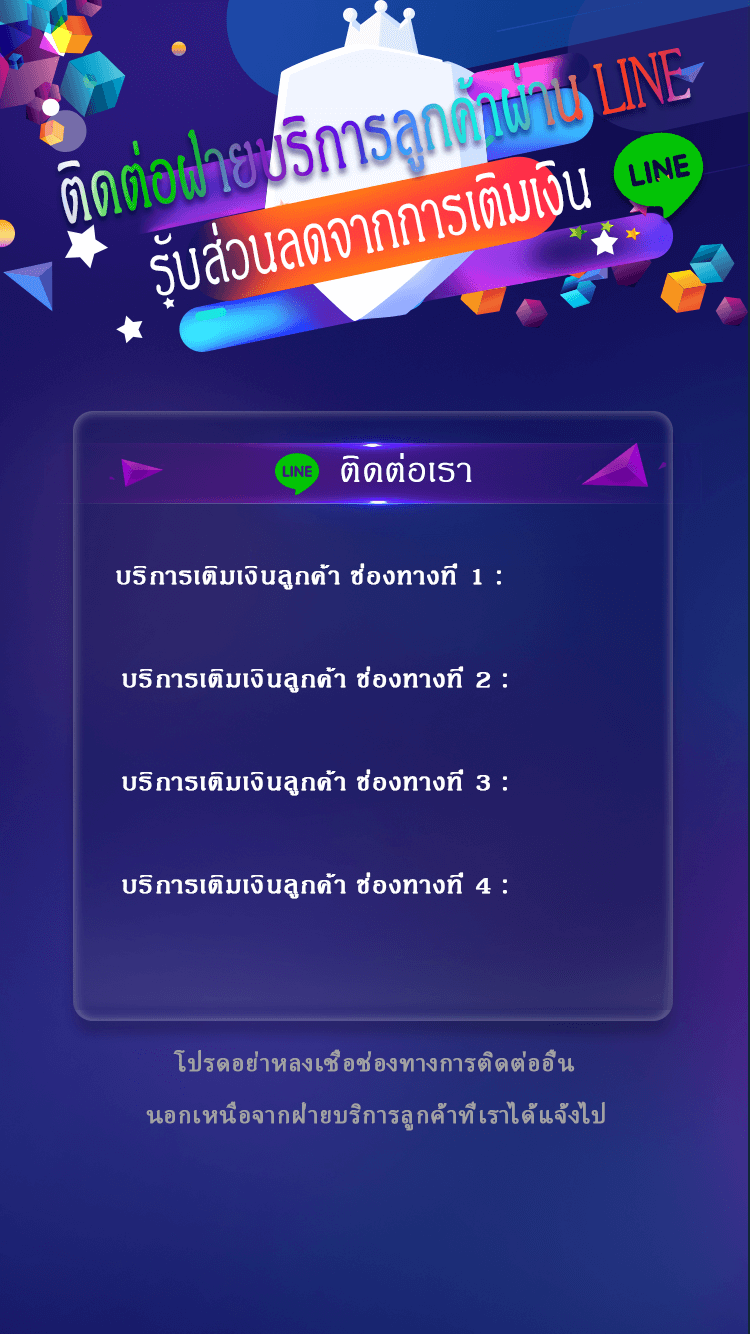 ติดต่อฝ่ายบริการลูกค้าผ่าน LINE
LINE
รับส่วนลดจากการเติมเงิน
LINE ติดต่อเรา
บริการเติมเงินลูกค้า ช่องทางที่ 1 :
บริการเติมเงินลูกค้า ช่องทางที่ 2 :
บริการเติมเงินลูกค้า ช่องทางที่ 3 :
บริการเติมเงินลูกค้า ช่องทางที่ 4 :
โปรดอย่าหลงเชื่อช่องทางการติดต่ออื่น
นอกเหนือจากฝ่ายบริการลูกค้าที่เราได้แจ้งไป